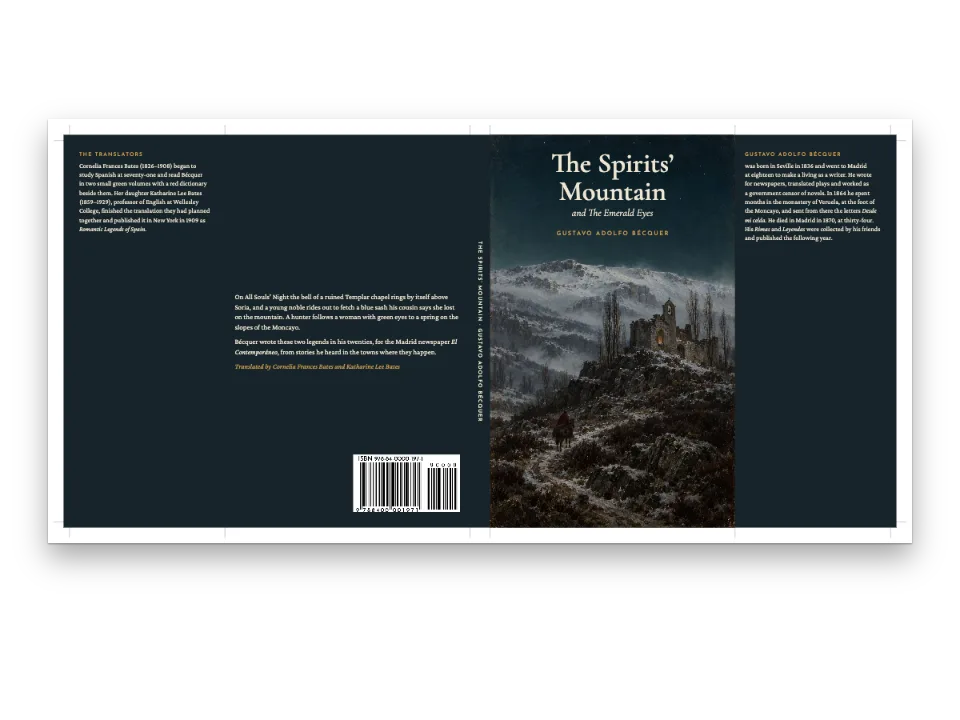 THE TRANSLATORS
Cornelia Frances Bates (1826–1908) began to
study Spanish at seventy-one and read Bécquer
in two small green volumes with a red dictionary
beside them. Her daughter Katharine Lee Bates
(1859–1929), professor of English at Wellesley
College, finished the translation they had planned
together and published it in New York in 1909 as
Romantic Legends of Spain.
On All Souls' Night the bell of a ruined Templar chapel rings by itself above
Soria, and a young noble rides out to fetch a blue sash his cousin says she lost
on the mountain. A hunter follows a woman with green eyes to a spring on the
slopes of the Moncayo.
Bécquer wrote these two legends in his twenties, for the Madrid newspaper El
Contemporáneo, from stories he heard in the towns where they happen.
Translated by Cornelia Frances Bates and Katharine Lee Bates
THE SPIRITS' MOUNTAIN · GUSTAVO ADOLFO BÉCQUER
The Spirits'
Mountain
and The Emerald Eyes
GUSTAVO ADOLFO BÉCQUER
GUSTAVO ADOLFO BÉCQUER
was born in Seville in 1836 and went to Madrid
at eighteen to make a living as a writer. He wrote
for newspapers, translated plays and worked as
a government censor of novels. In 1864 he spent
months in the monastery of Veruela, at the foot of
the Moncayo, and sent from there the letters Desde
mi celda. He died in Madrid in 1870, at thirty-four.
His Rimas and Leyendas were collected by his friends
and published the following year.